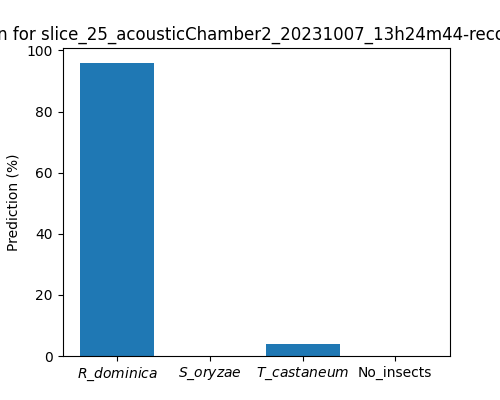 n for slice_25_acousticChamber2_20231007_13h24m44-reco
100
80
60
40
20
0
Prediction (%)
R_dominica S_oryzae T_castaneum No_insects